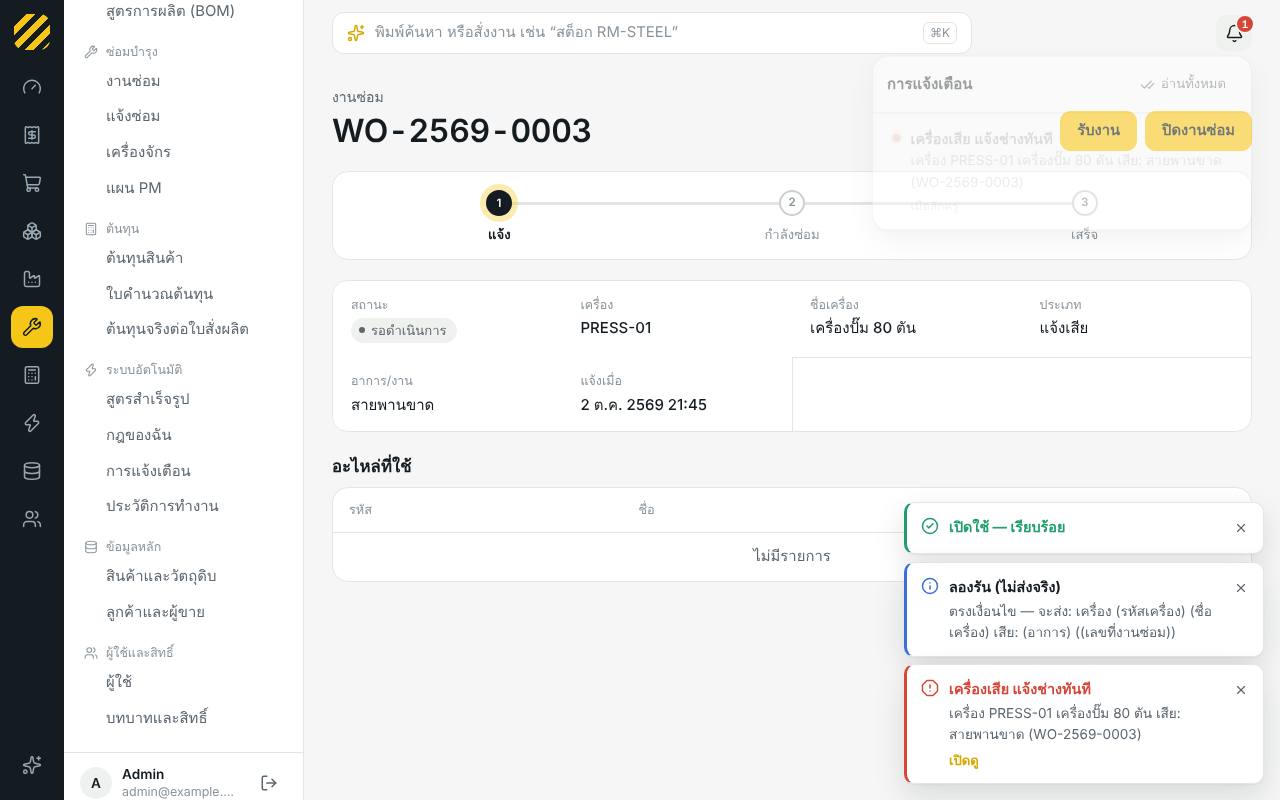 สูตรการผลิต (BOM)
ซ่อมบำรุง
งานซ่อม
แจ้งซ่อม
เครื่องจักร
แผน PM
ต้นทุน
ต้นทุนสินค้า
ใบคำนวณต้นทุน
ต้นทุนจริงต่อใบสั่งผลิต
ระบบอัตโนมัติ
สูตรสำเร็จรูป
กฎของฉัน
การแจ้งเตือน
ประวัติการทำงาน
ข้อมูลหลัก
สินค้าและวัตถุดิบ
ลูกค้าและผู้ขาย
ผู้ใช้และสิทธิ์
ผู้ใช้
บทบาทและสิทธิ์
A
Admin
admin@example.…
พิมพ์ค้นหา หรือสั่งงาน เช่น “สต็อก RM-STEEL”
⌘K
1
งานซ่อม
WO-2569-0003
การแจ้งเตือน
อ่านทั้งหมด
รับงาน
ปิดงานซ่อม
เครื่องเสีย แจ้งช่างทันที
เครื่อง PRESS-01 เครื่องปั๊ม 80 ตัน เสีย: สายพานขาด
(WO-2569-0003)
เมื่อสักครู่
1
แจ้ง
2
กำลังซ่อม
3
เสร็จ
สถานะ
รอดำเนินการ
เครื่อง
PRESS-01
ชื่อเครื่อง
เครื่องปั๊ม 80 ตัน
ประเภท
แจ้งเสีย
อาการ/งาน
สายพานขาด
แจ้งเมื่อ
2 ต.ค. 2569 21:45
อะไหล่ที่ใช้
รหัส
ชื่อ
ไม่มีรายการ
เปิดใช้ — เรียบร้อย
ลองรัน (ไม่ส่งจริง)
ตรงเงื่อนไข — จะส่ง: เครื่อง (รหัสเครื่อง) (ชื่อ
เครื่อง) เสีย: (อาการ) ((เลขที่งานซ่อม))
เครื่องเสีย แจ้งช่างทันที
เครื่อง PRESS-01 เครื่องปั๊ม 80 ตัน เสีย:
สายพานขาด (WO-2569-0003)
เปิดดู